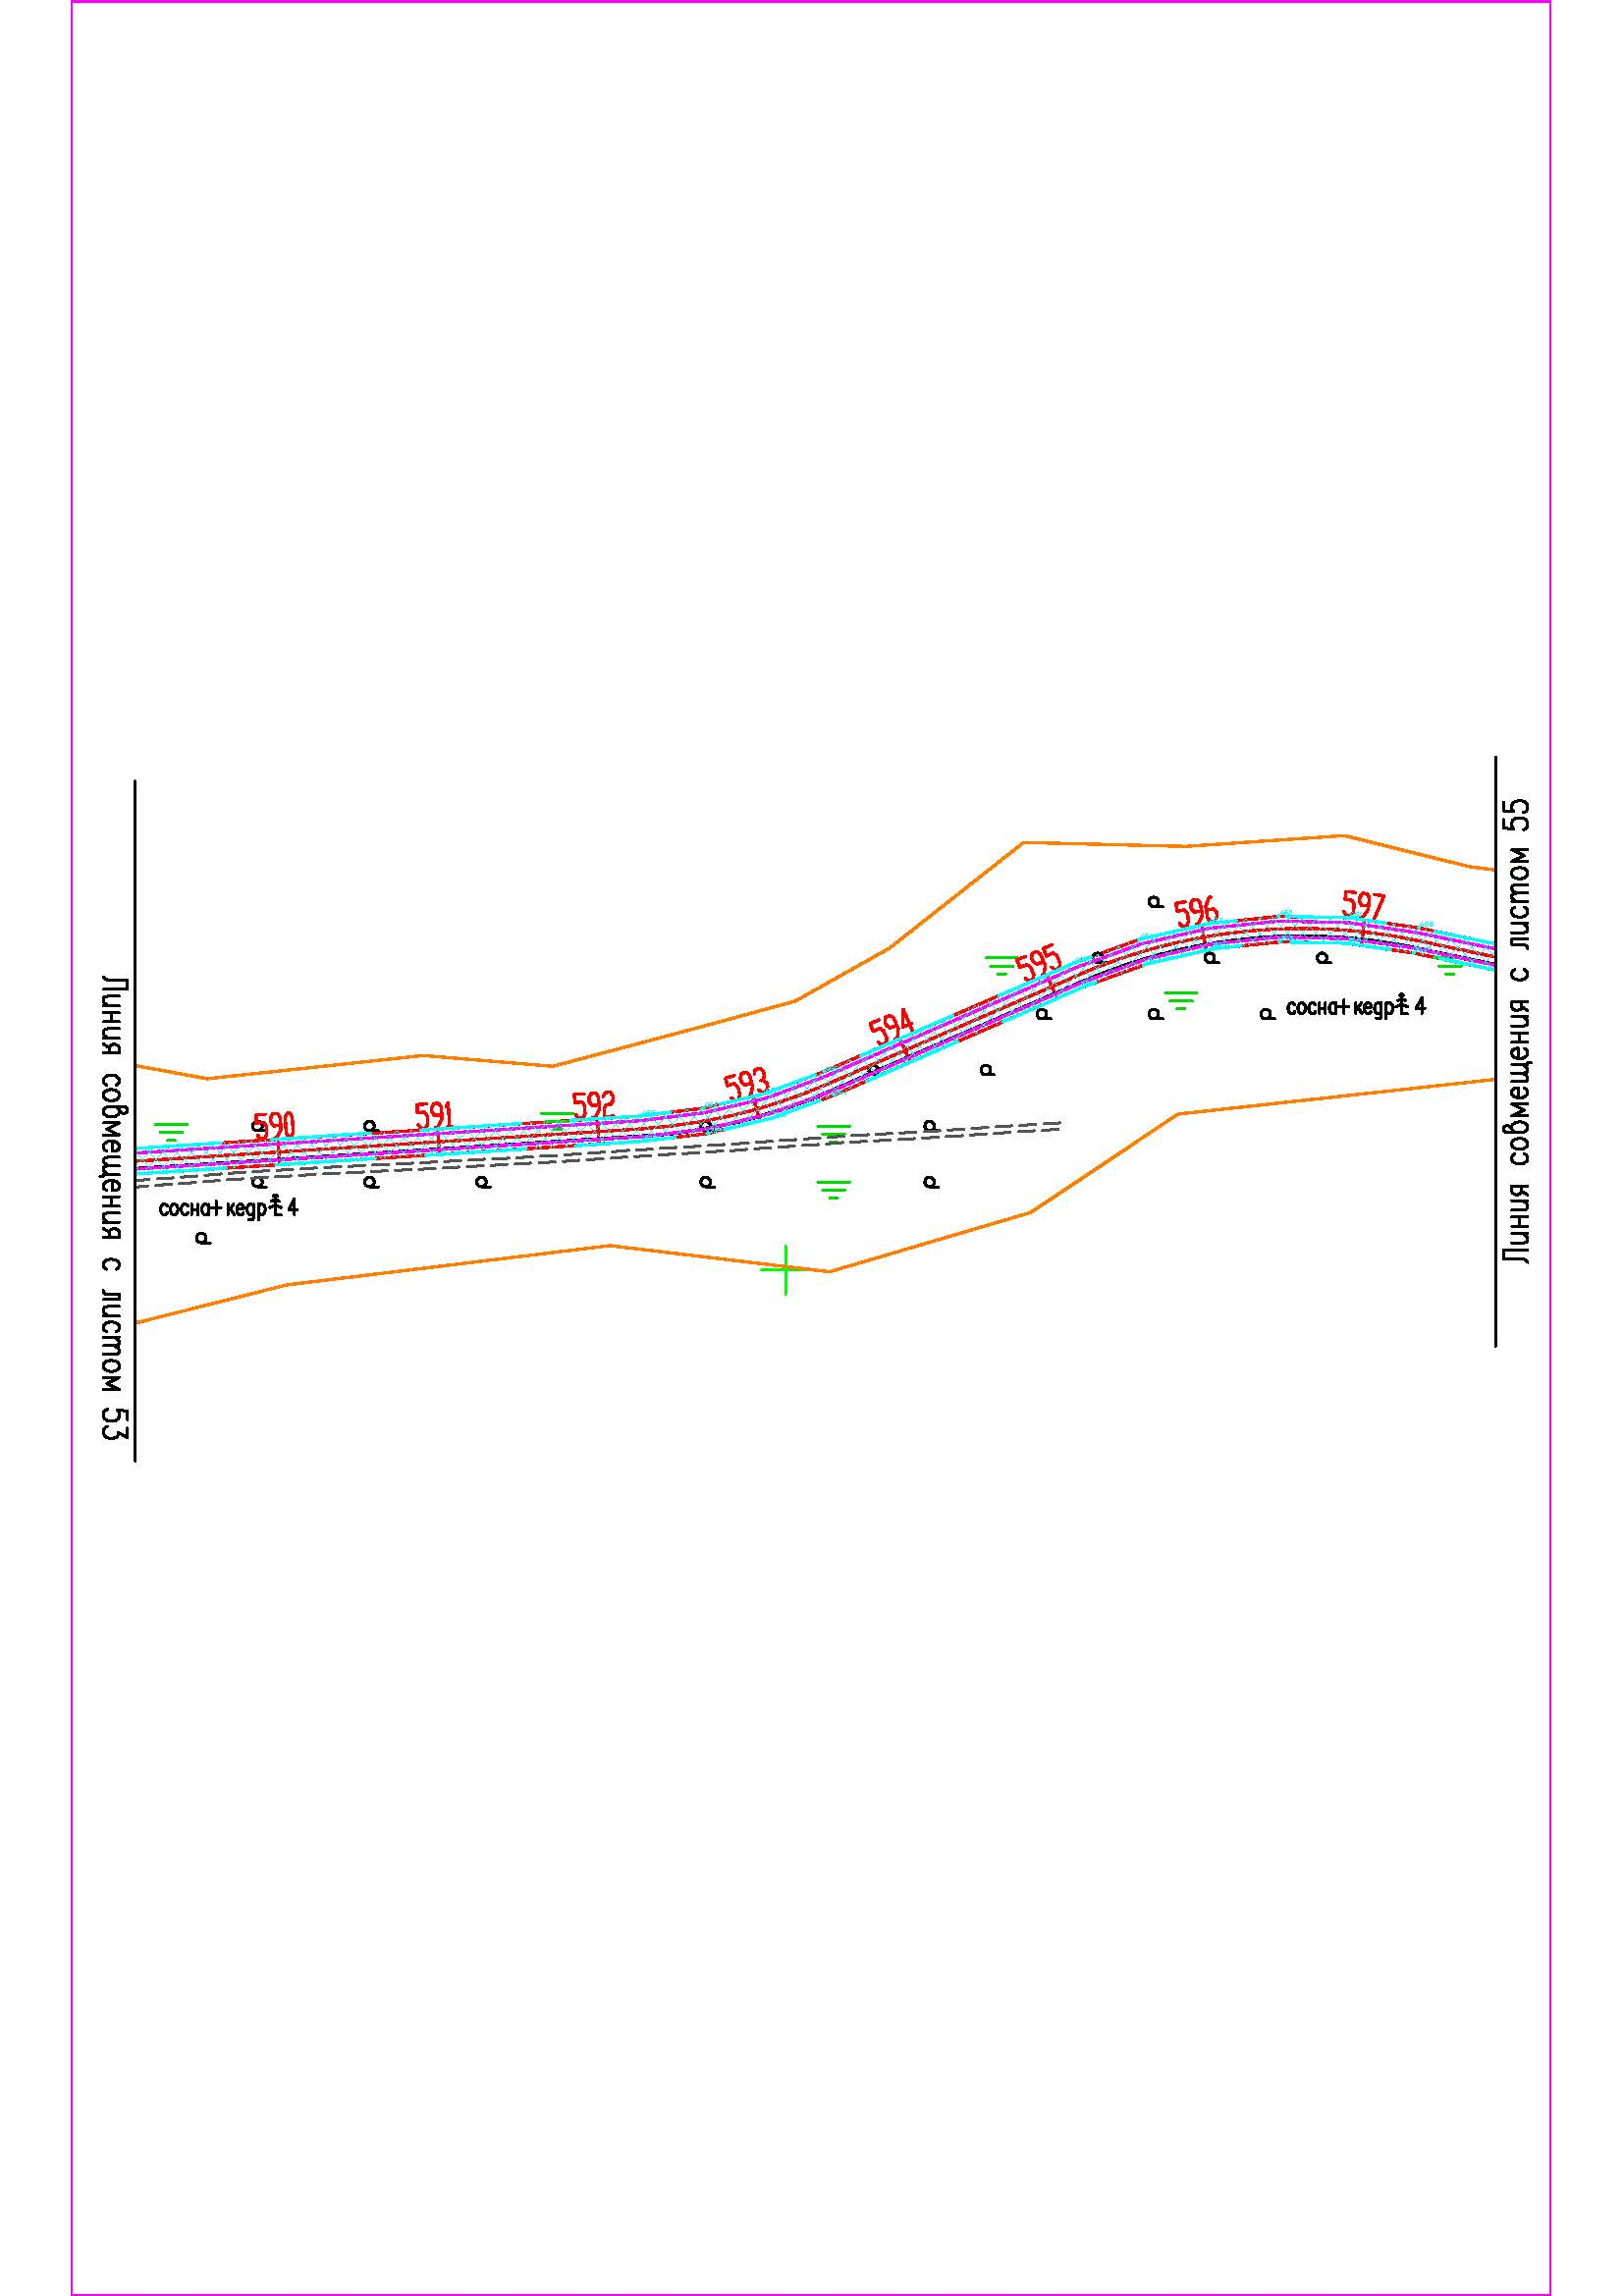 Линия совмещения с листом 55
597
596
595
сосна+кедр 4
594
593
592
591
590
сосна+кедр 4
Линия совмещения с листом 53